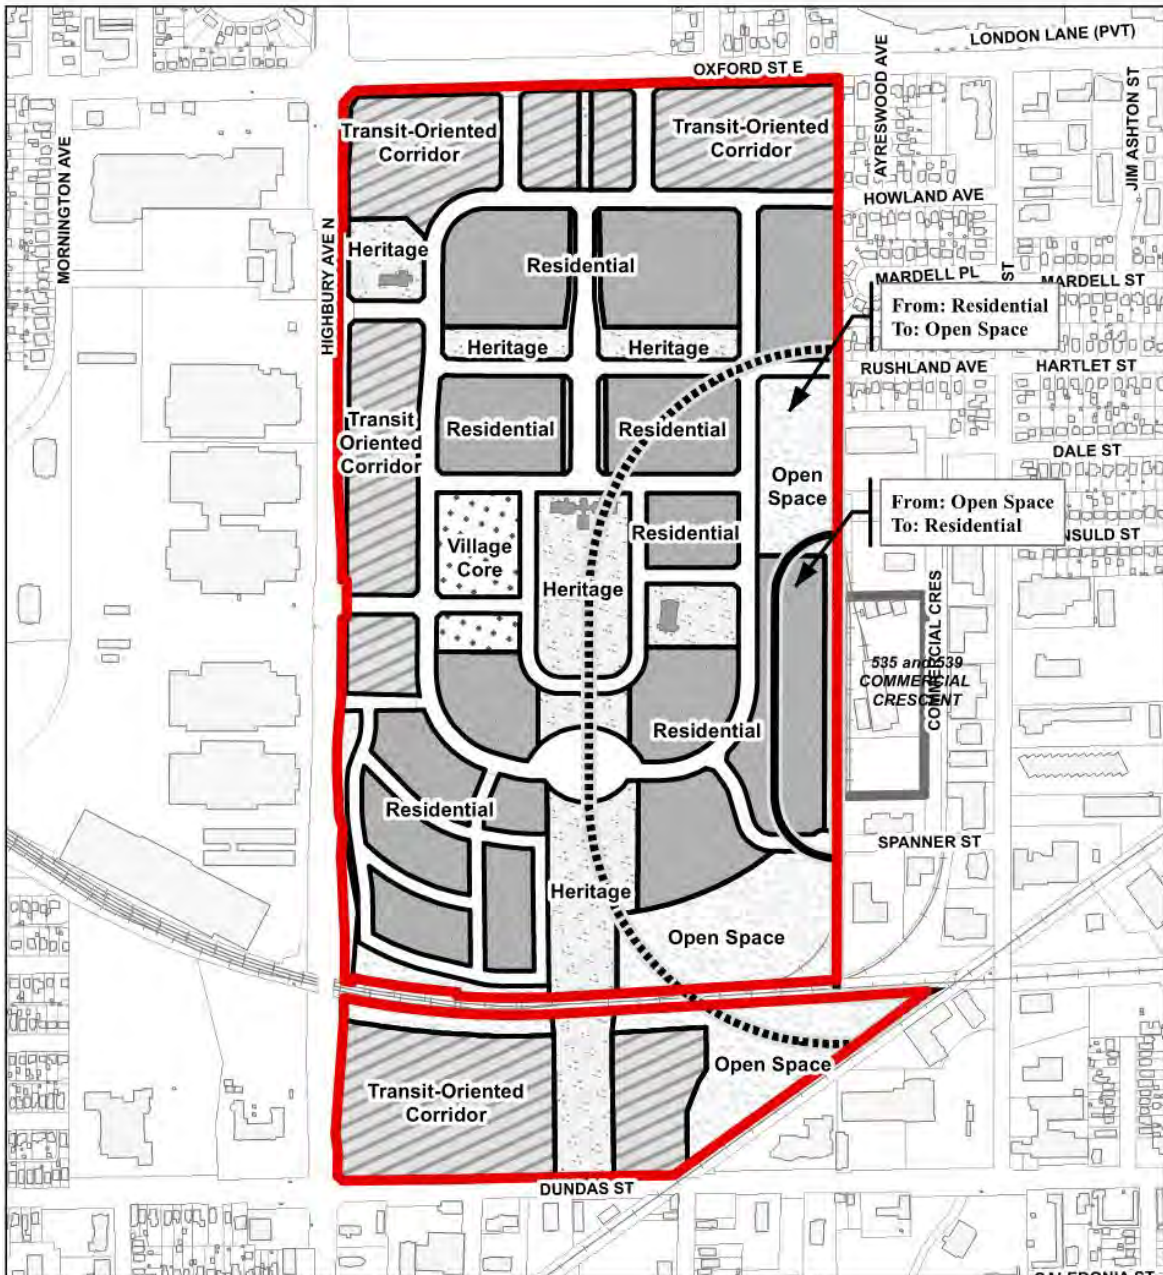 LONDON LANE (PVT)
OXFORD ST E
AYRESWOOD AVE
JIM ASHTON ST
MORNINGTON AVE
HIGHBURY AVE N
Transit-Oriented
Corridor
Transit-Oriented
Corridor
HOWLAND AVE
Heritage
Residential
MARDELL PL
ST
MARDELL ST
From: Residential
To: Open Space
Heritage
Heritage
RUSHLAND AVE
HARTLET ST
Transit
Oriented
Corridor
Residential
Residential
DALE ST
Open
Space
From: Open Space
To: Residential
NSULD ST
Village
Core
Residential
Heritage
COMMERCIAL CRES
535 and 539
COMMERCIAL
CRESCENT
Residential
Residential
SPANNER ST
Heritage
Open Space
Open Space
Transit-Oriented
Corridor
DUNDAS ST